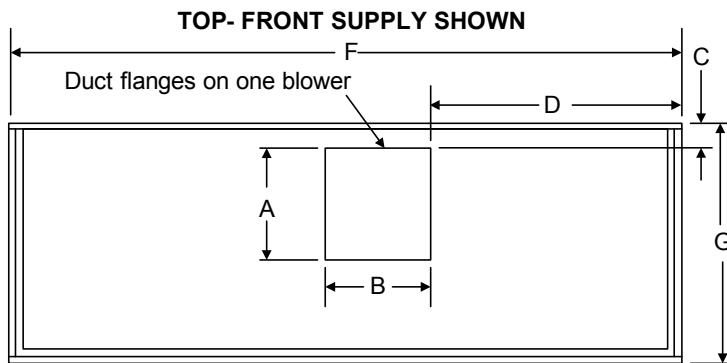 TOP- FRONT SUPPLY SHOWN
F
C
Duct flanges on one blower
D
A
G
B